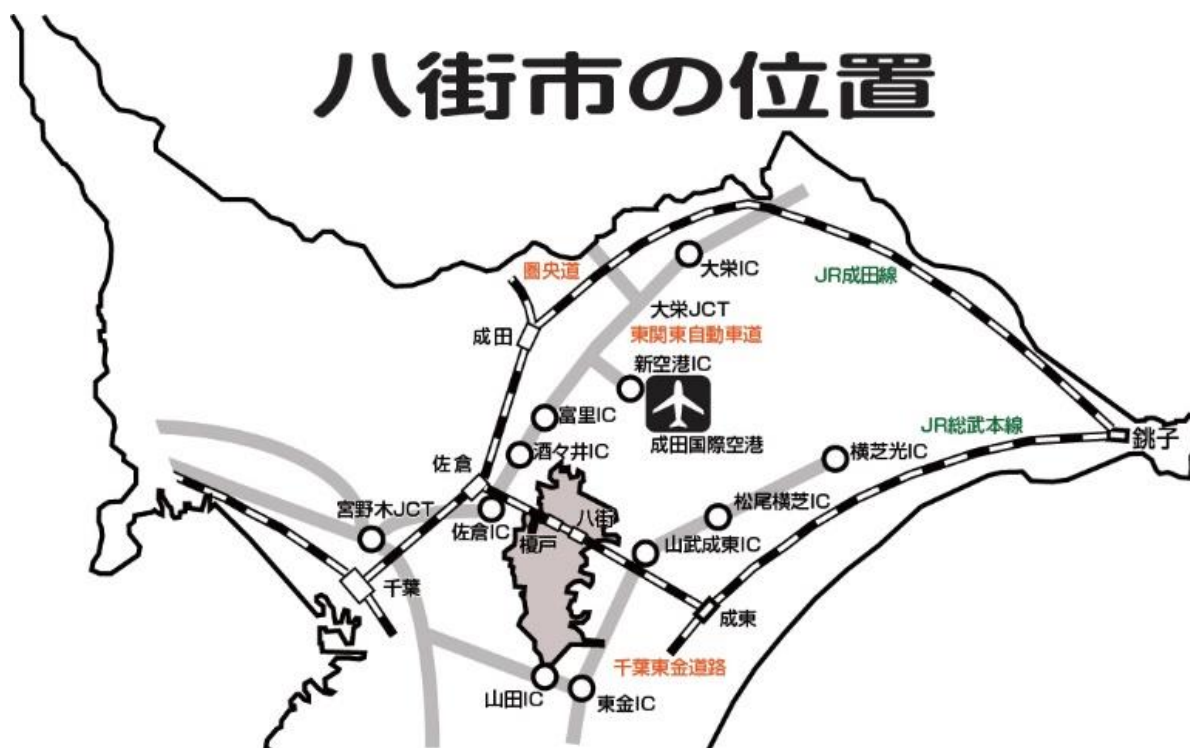 八街市の位置
圏央道
大栄IC
JR成田線
大栄JCT
成田
東関東自動車道
新空港IC
富里IC
JR総武本線
銚子
成田国際空港
横芝光IC
酒々井IC
佐倉
松尾横芝IC
宮野木JCT
八街
佐倉IC
榎戸
山武成東IC
千葉
成東
千葉東金道路
山田IC
東金IC